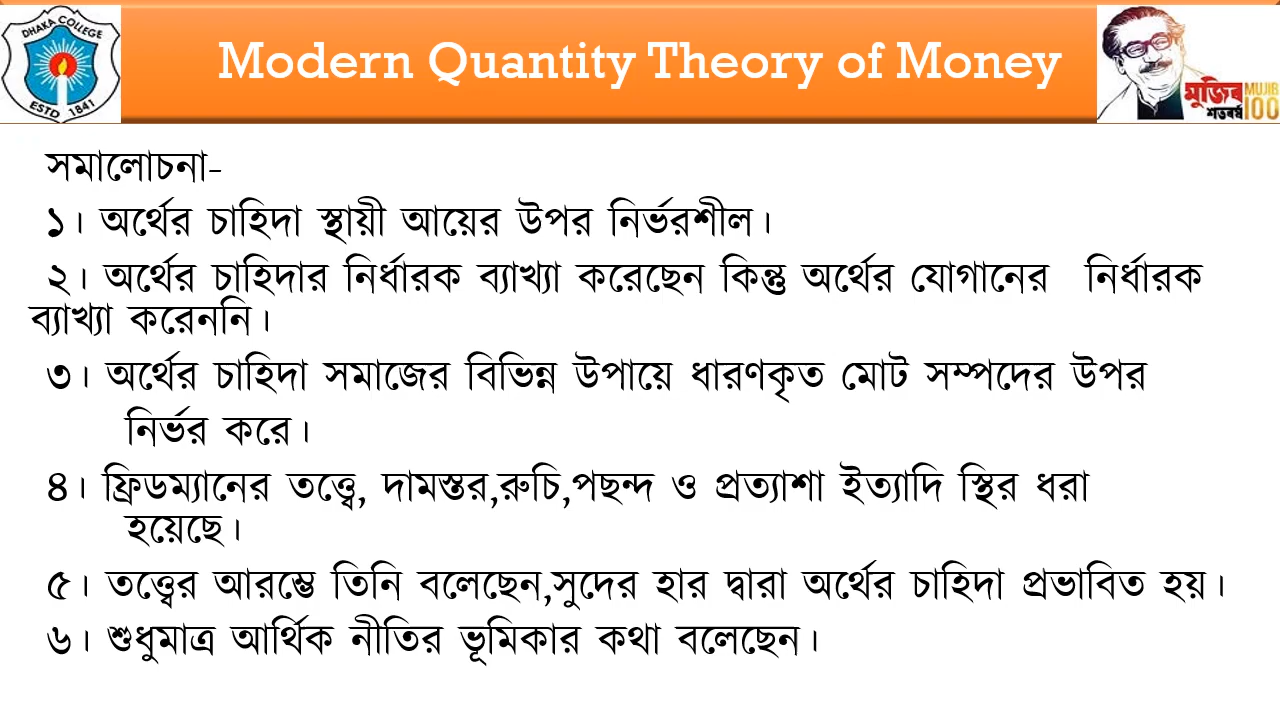 DHAKA COLLEGE
ESTD 1841
Modern Quantity Theory of Money
মুজিব
শতবর্ষ
MUJIB
100
সমালোচনা-
১। অর্থের চাহিদা স্থায়ী আয়ের উপর নির্ভরশীল।
২। অর্থের চাহিদার নির্ধারক ব্যাখ্যা করেছেন কিন্তু অর্থের যোগানের নির্ধারক
ব্যাখ্যা করেননি।
৩। অর্থের চাহিদা সমাজের বিভিন্ন উপায়ে ধারণকৃত মোট সম্পদের উপর
নির্ভর করে।
৪। ফ্রিডম্যানের তত্ত্বে, দামস্তর,রুচি,পছন্দ ও প্রত্যাশা ইত্যাদি স্থির ধরা
হয়েছে।
৫। তত্ত্বের আরম্ভে তিনি বলেছেন,সুদের হার দ্বারা অর্থের চাহিদা প্রভাবিত হয়।
৬। শুধুমাত্র আর্থিক নীতির ভূমিকার কথা বলেছেন।